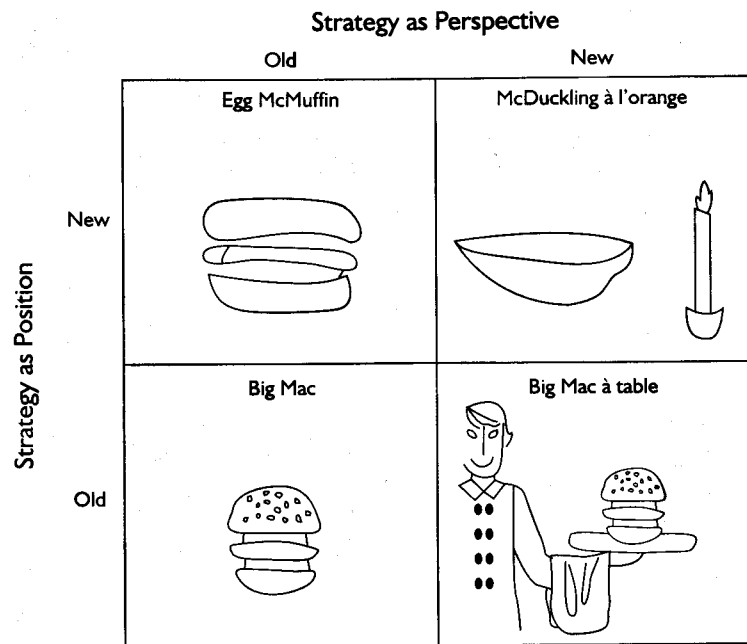 Strategy as Perspective
Old
New
Egg McMuffin
McDuckling à l'orange
New
Strategy as Position
Big Mac
Big Mac à table
Old